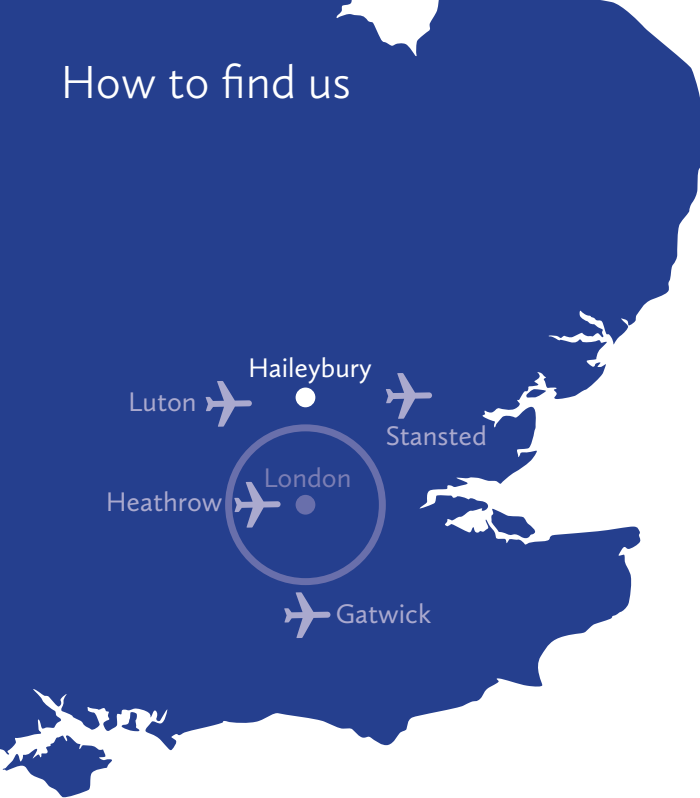 How to find us
Haileybury
Luton
Stansted
London
Heathrow
Gatwick